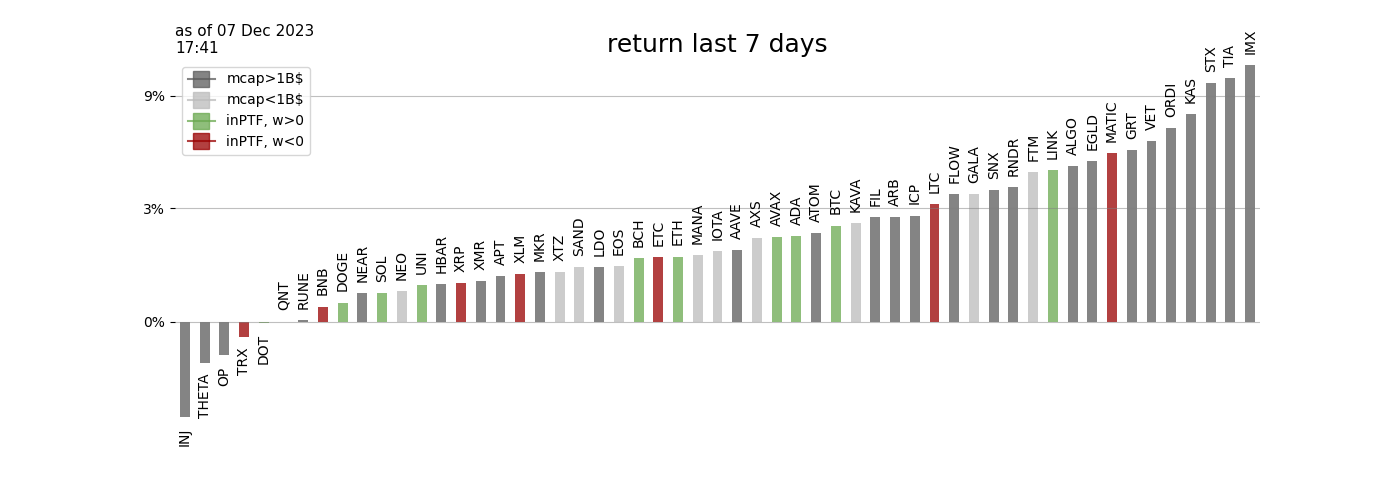 as of 07 Dec 2023
17:41
return last 7 days
mcap>1B$
mcap<1B$
inPTF, w>0
inPTF, w<0
9%
3%
0%
INJ
THETA
OP
TRX
DOT
QNT
RUNE
BNB
DOGE
NEAR
SOL
NEO
UNI
HBAR
XRP
XMR
APT
XLM
MKR
XTZ
SAND
LDO
EOS
BCH
ETC
ETH
MANA
IOTA
AAVE
AXS
AVAX
ADA
ATOM
BTC
KAVA
FIL
ARB
ICP
LTC
FLOW
GALA
SNX
RNDR
FTM
LINK
ALGO
EGLD
MATIC
GRT
VET
ORDI
KAS
STX
TIA
IMX